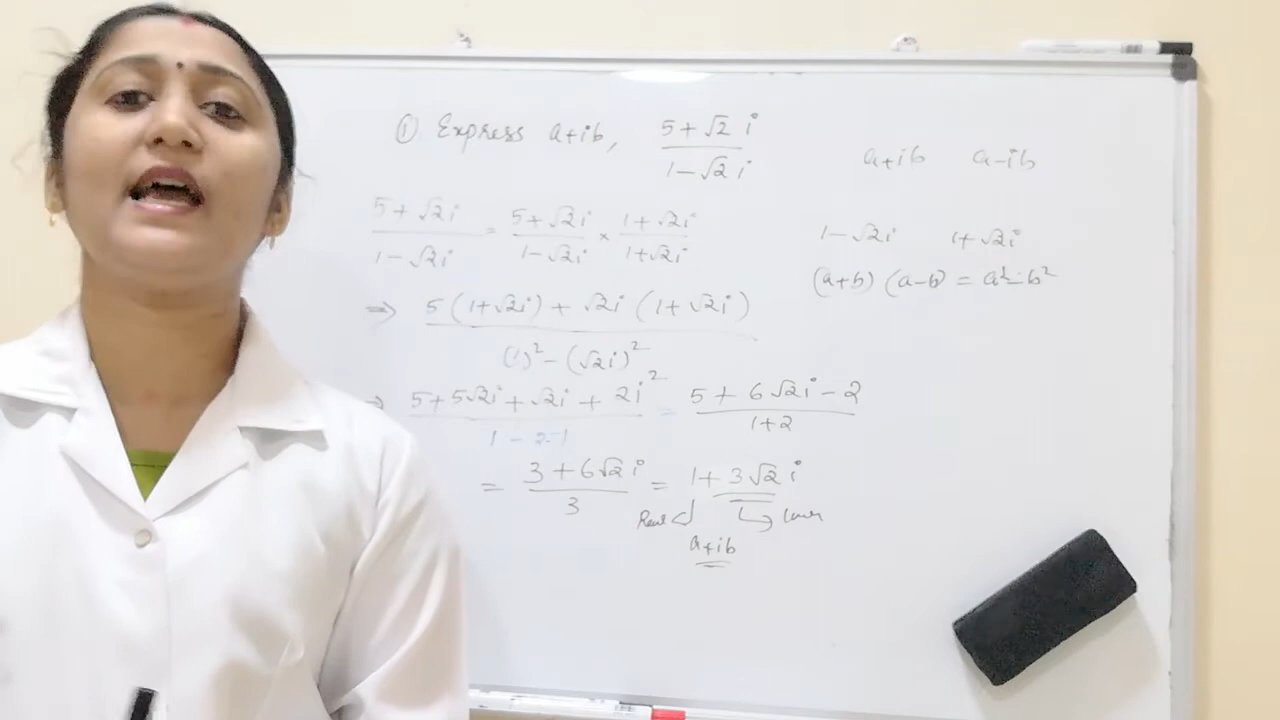 ① Express a+ib, (5+√2 i)/(1-√2 i)
a+ib a-ib
(5+√2i)/(1-√2i) = (5+√2i)/(1-√2i) × (1+√2i)/(1+√2i)
1-√2i 1+√2i
(a+b) (a-b) = a²-b²
⇒ (5(1+√2i) + √2i (1+√2i))/((1)² - (√2i)²)
⇒ (5+5√2i+√2i + 2i²)/(1 - 2·-1) = (5+6√2i-2)/(1+2)
= (3+6√2i)/3 = 1+3√2 i
Real
a+ib